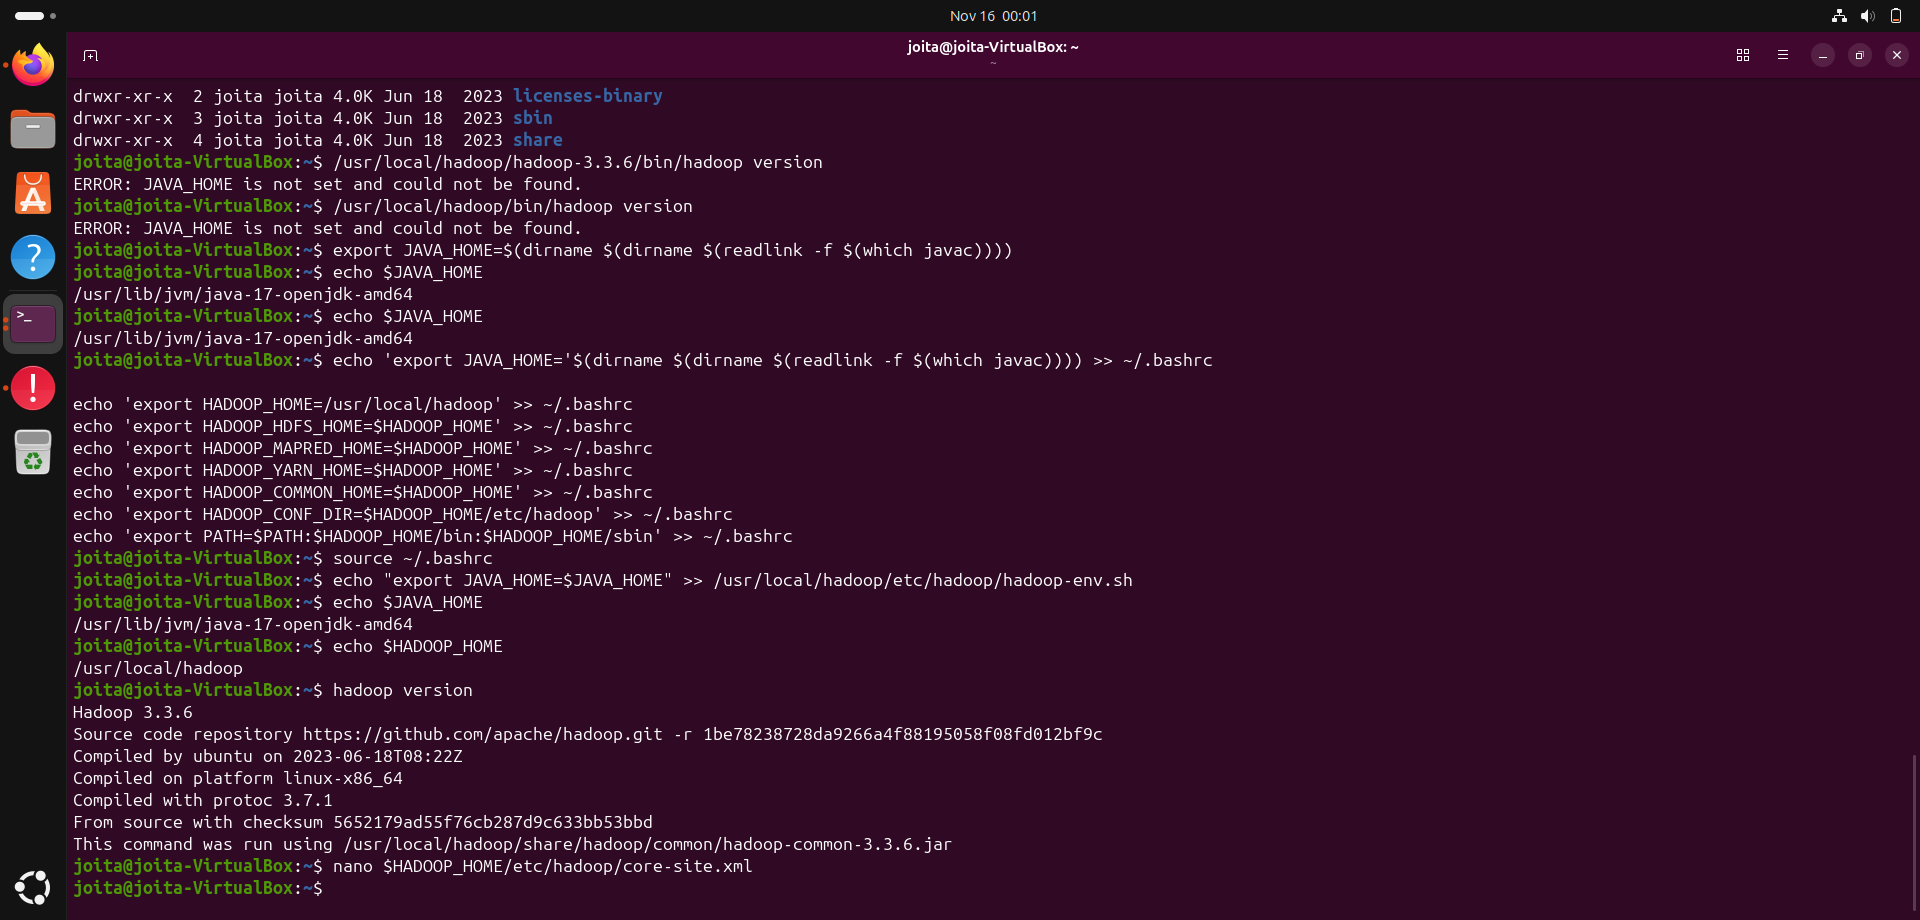 Nov 16 00:01
joita@joita-VirtualBox: ~
~
drwxr-xr-x  2 joita joita 4.0K Jun 18  2023 licenses-binary
drwxr-xr-x  3 joita joita 4.0K Jun 18  2023 sbin
drwxr-xr-x  4 joita joita 4.0K Jun 18  2023 share
joita@joita-VirtualBox:~$ /usr/local/hadoop/hadoop-3.3.6/bin/hadoop version
ERROR: JAVA_HOME is not set and could not be found.
joita@joita-VirtualBox:~$ /usr/local/hadoop/bin/hadoop version
ERROR: JAVA_HOME is not set and could not be found.
joita@joita-VirtualBox:~$ export JAVA_HOME=$(dirname $(dirname $(readlink -f $(which javac))))
joita@joita-VirtualBox:~$ echo $JAVA_HOME
/usr/lib/jvm/java-17-openjdk-amd64
joita@joita-VirtualBox:~$ echo $JAVA_HOME
/usr/lib/jvm/java-17-openjdk-amd64
joita@joita-VirtualBox:~$ echo 'export JAVA_HOME='$(dirname $(dirname $(readlink -f $(which javac)))) >> ~/.bashrc
echo 'export HADOOP_HOME=/usr/local/hadoop' >> ~/.bashrc
echo 'export HADOOP_HDFS_HOME=$HADOOP_HOME' >> ~/.bashrc
echo 'export HADOOP_MAPRED_HOME=$HADOOP_HOME' >> ~/.bashrc
echo 'export HADOOP_YARN_HOME=$HADOOP_HOME' >> ~/.bashrc
echo 'export HADOOP_COMMON_HOME=$HADOOP_HOME' >> ~/.bashrc
echo 'export HADOOP_CONF_DIR=$HADOOP_HOME/etc/hadoop' >> ~/.bashrc
echo 'export PATH=$PATH:$HADOOP_HOME/bin:$HADOOP_HOME/sbin' >> ~/.bashrc
joita@joita-VirtualBox:~$ source ~/.bashrc
joita@joita-VirtualBox:~$ echo "export JAVA_HOME=$JAVA_HOME" >> /usr/local/hadoop/etc/hadoop/hadoop-env.sh
joita@joita-VirtualBox:~$ echo $JAVA_HOME
/usr/lib/jvm/java-17-openjdk-amd64
joita@joita-VirtualBox:~$ echo $HADOOP_HOME
/usr/local/hadoop
joita@joita-VirtualBox:~$ hadoop version
Hadoop 3.3.6
Source code repository https://github.com/apache/hadoop.git -r 1be78238728da9266a4f88195058f08fd012bf9c
Compiled by ubuntu on 2023-06-18T08:22Z
Compiled on platform linux-x86_64
Compiled with protoc 3.7.1
From source with checksum 5652179ad55f76cb287d9c633bb53bbd
This command was run using /usr/local/hadoop/share/hadoop/common/hadoop-common-3.3.6.jar
joita@joita-VirtualBox:~$ nano $HADOOP_HOME/etc/hadoop/core-site.xml
joita@joita-VirtualBox:~$